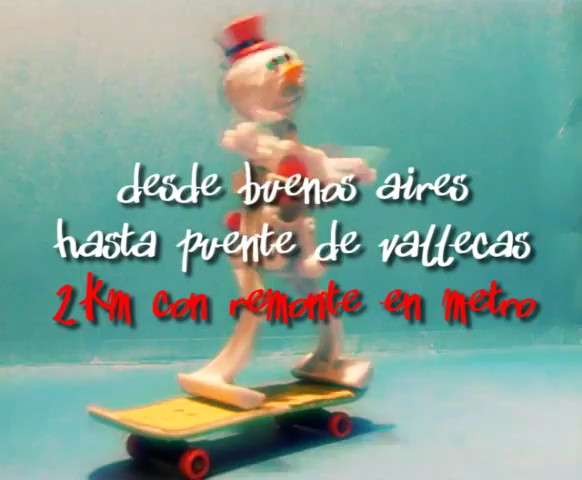 desde buenos aires
hasta puente de vallecas
2km con remonte en metro